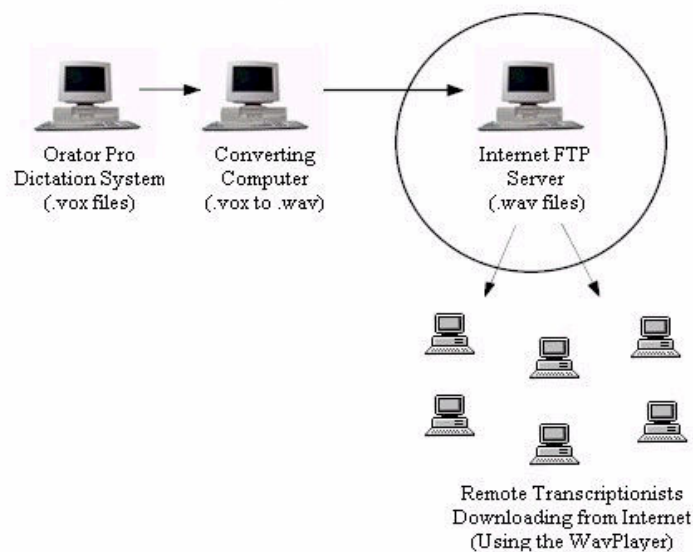 Orator Pro
Dictation System
(.vox files)
Converting
Computer
(.vox to .wav)
Internet FTP
Server
(.wav files)
Remote Transcriptionists
Downloading from Internet
(Using the WavPlayer)